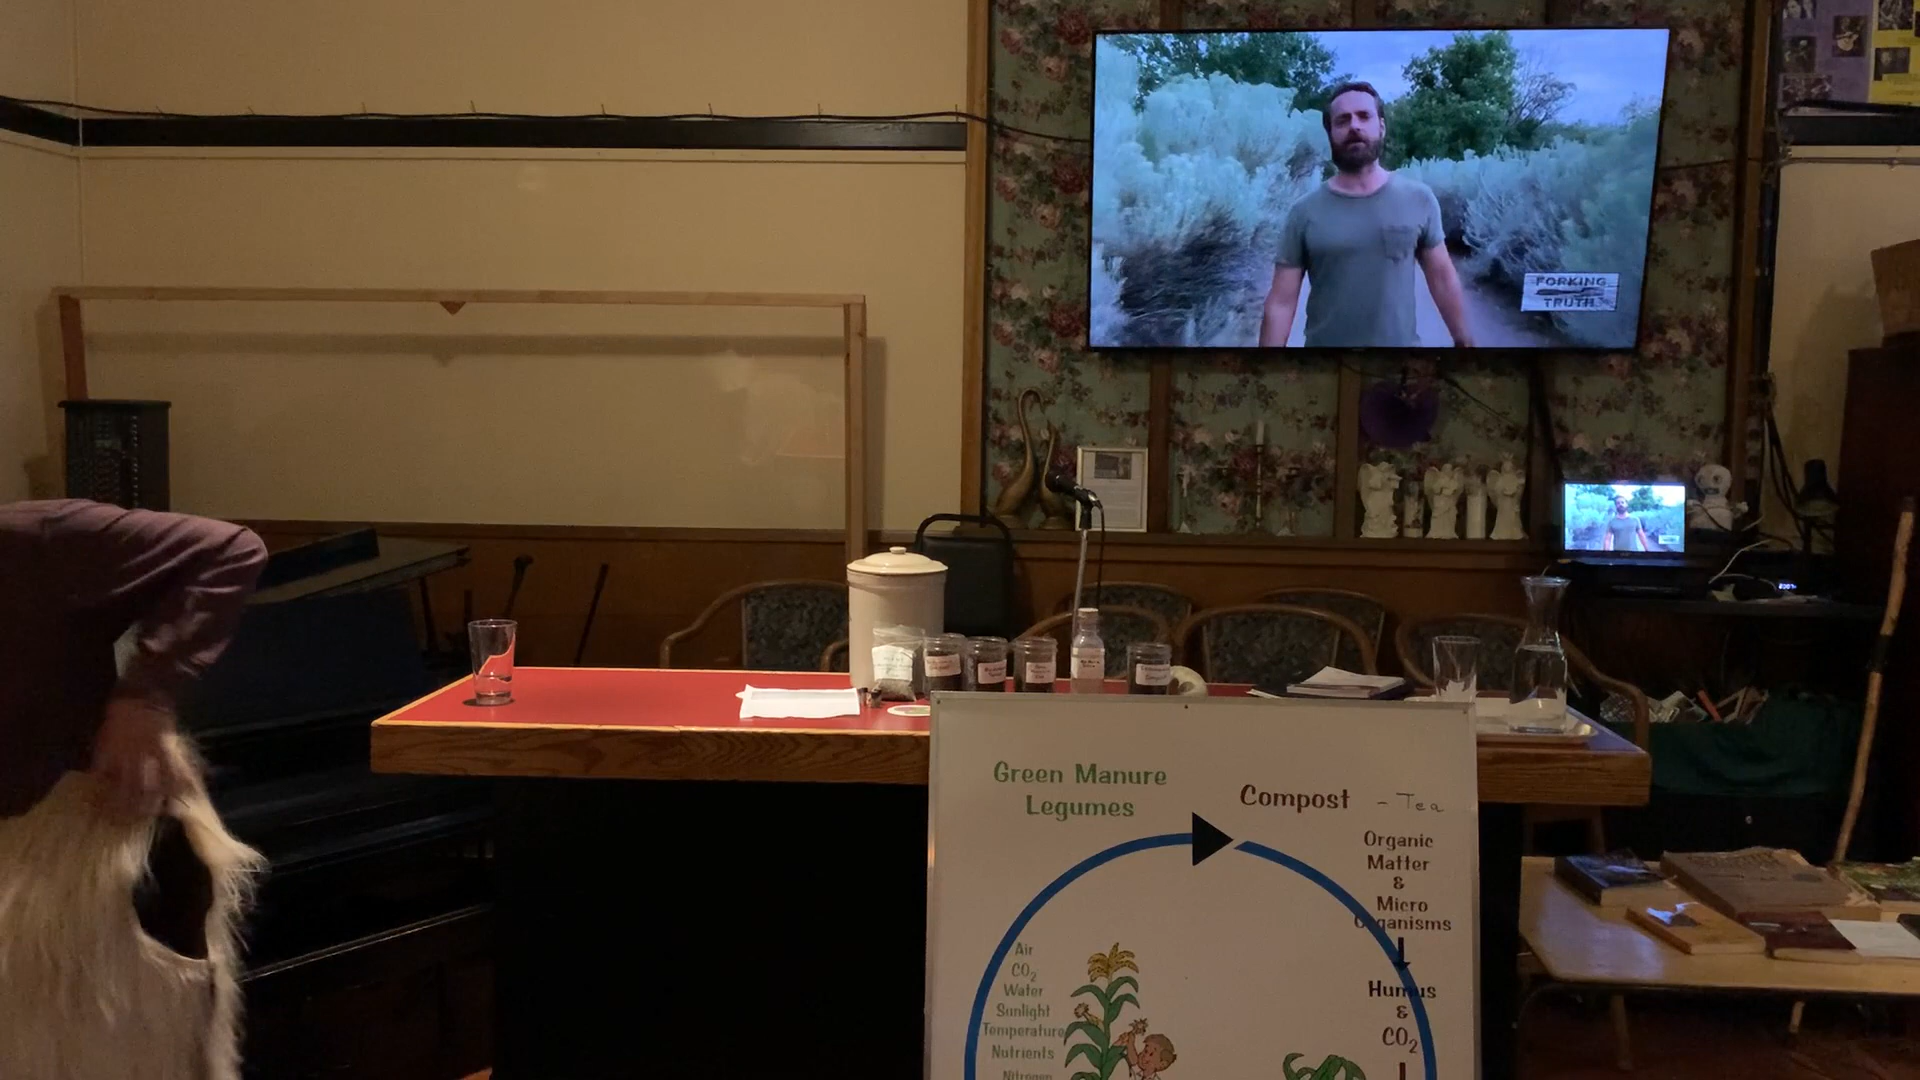 FORKING
TRUTH
Green Manure
Legumes
Compost - Tea
Organic
Matter
&
Micro
Organisms
Humus
&
CO2
Air
CO2
Water
Sunlight
Temperature
Nutrients
Nitrogen